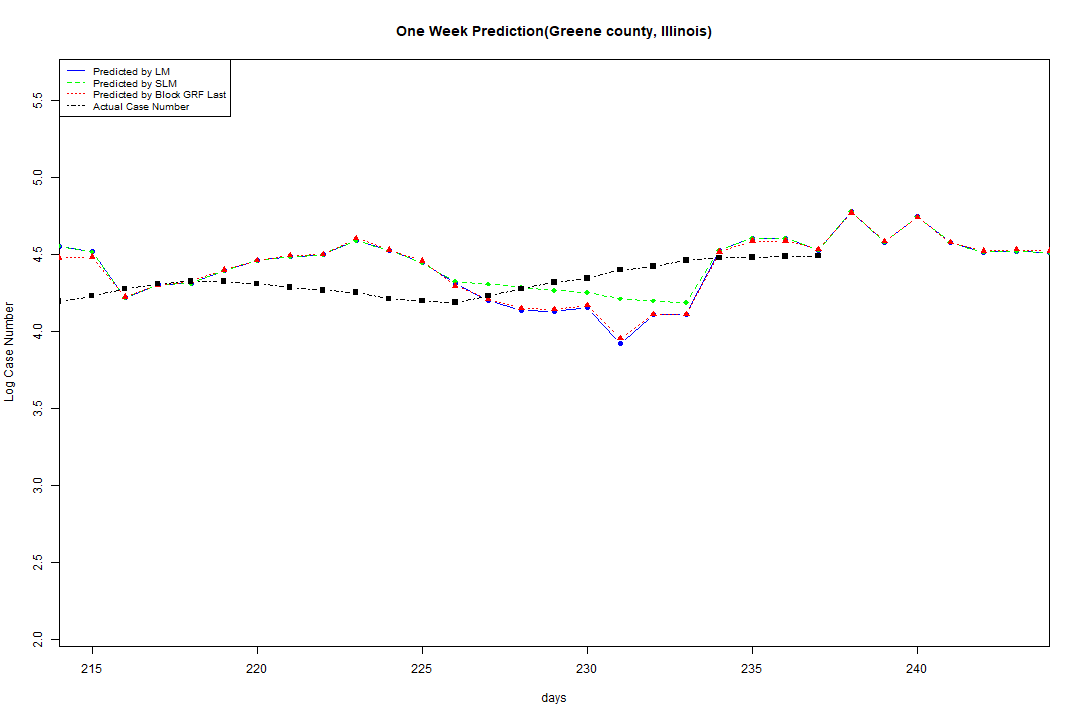 One Week Prediction(Greene county, Illinois)
Predicted by LM
Predicted by SLM
Predicted by Block GRF Last
Actual Case Number
5.5
5.0
4.5
4.0
3.5
3.0
2.5
2.0
Log Case Number
215 220 225 230 235 240
days